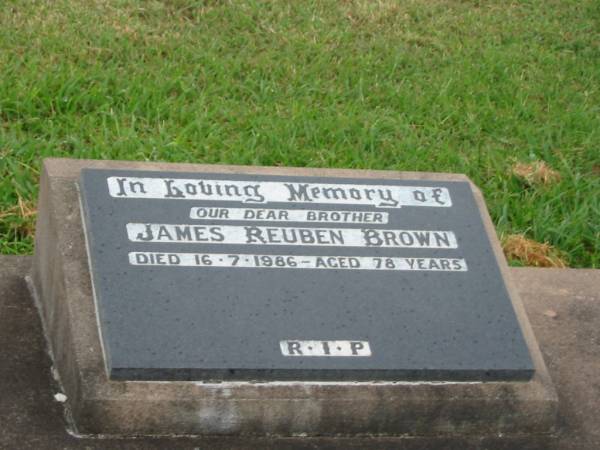 In Loving Memory of
OUR DEAR BROTHER
JAMES REUBEN BROWN
DIED 16·7·1986 – AGED 78 YEARS
R·I·P